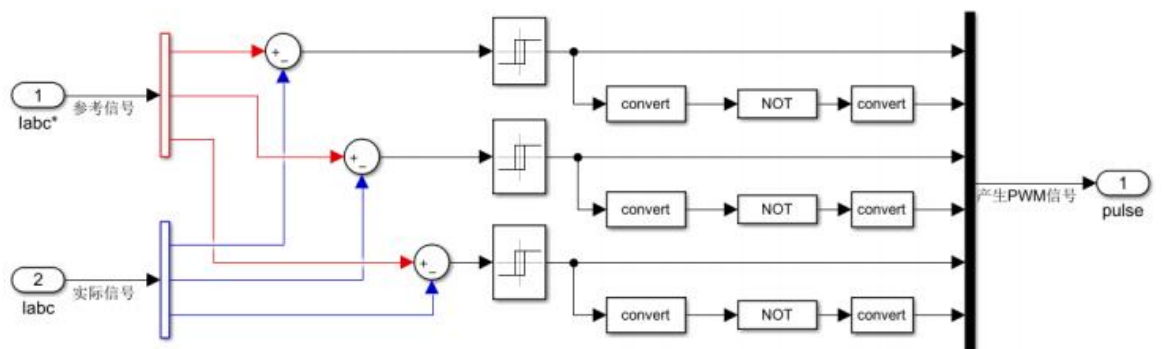 1
Iabc*
参考信号
+
−
convert
NOT
convert
+
−
convert
NOT
convert
产生PWM信号
1
pulse
2
Iabc
实际信号
+
−
convert
NOT
convert